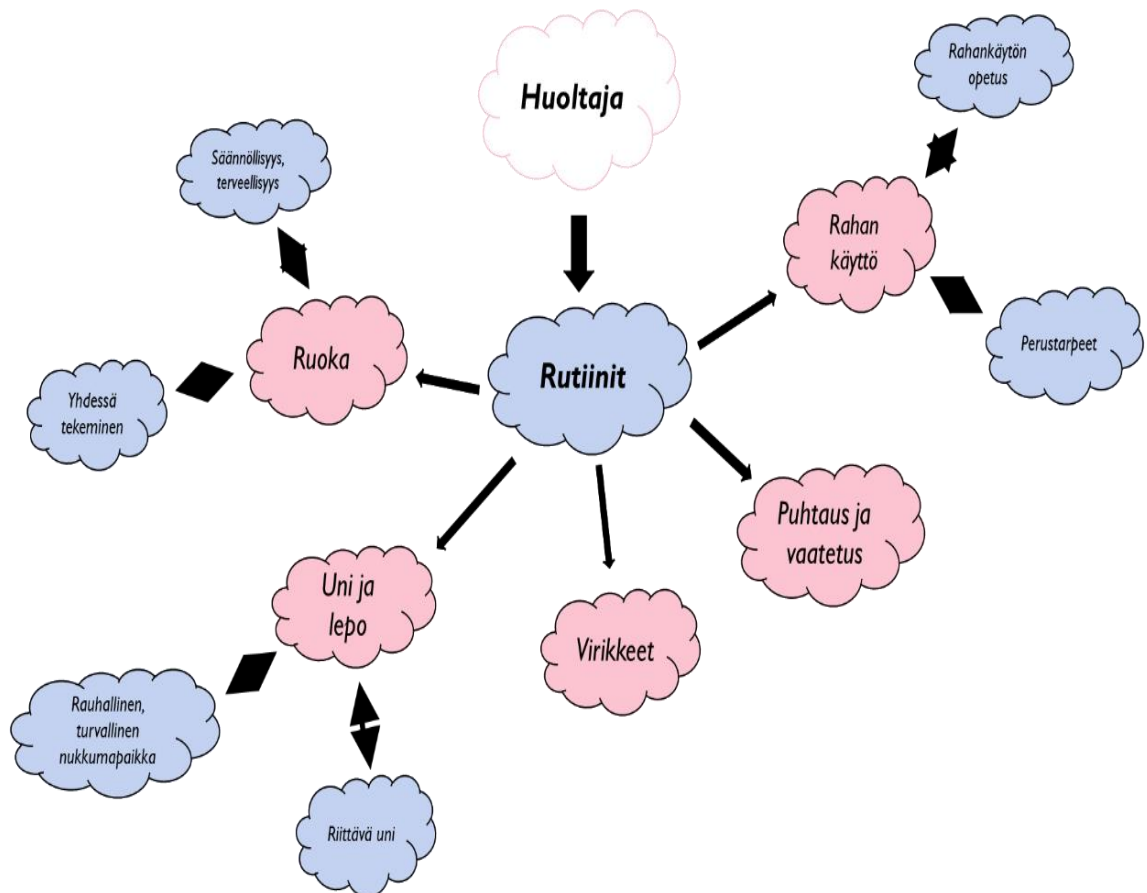 Huoltaja
Rahankäytön
opetus
Säännöllisyys,
terveellisyys
Rahan
käyttö
Ruoka
Rutiinit
Perustarpeet
Yhdessä
tekeminen
Puhtaus ja
vaatetus
Uni ja
lepo
Virikkeet
Rauhallinen,
turvallinen
nukkumapaikka
Riittävä uni